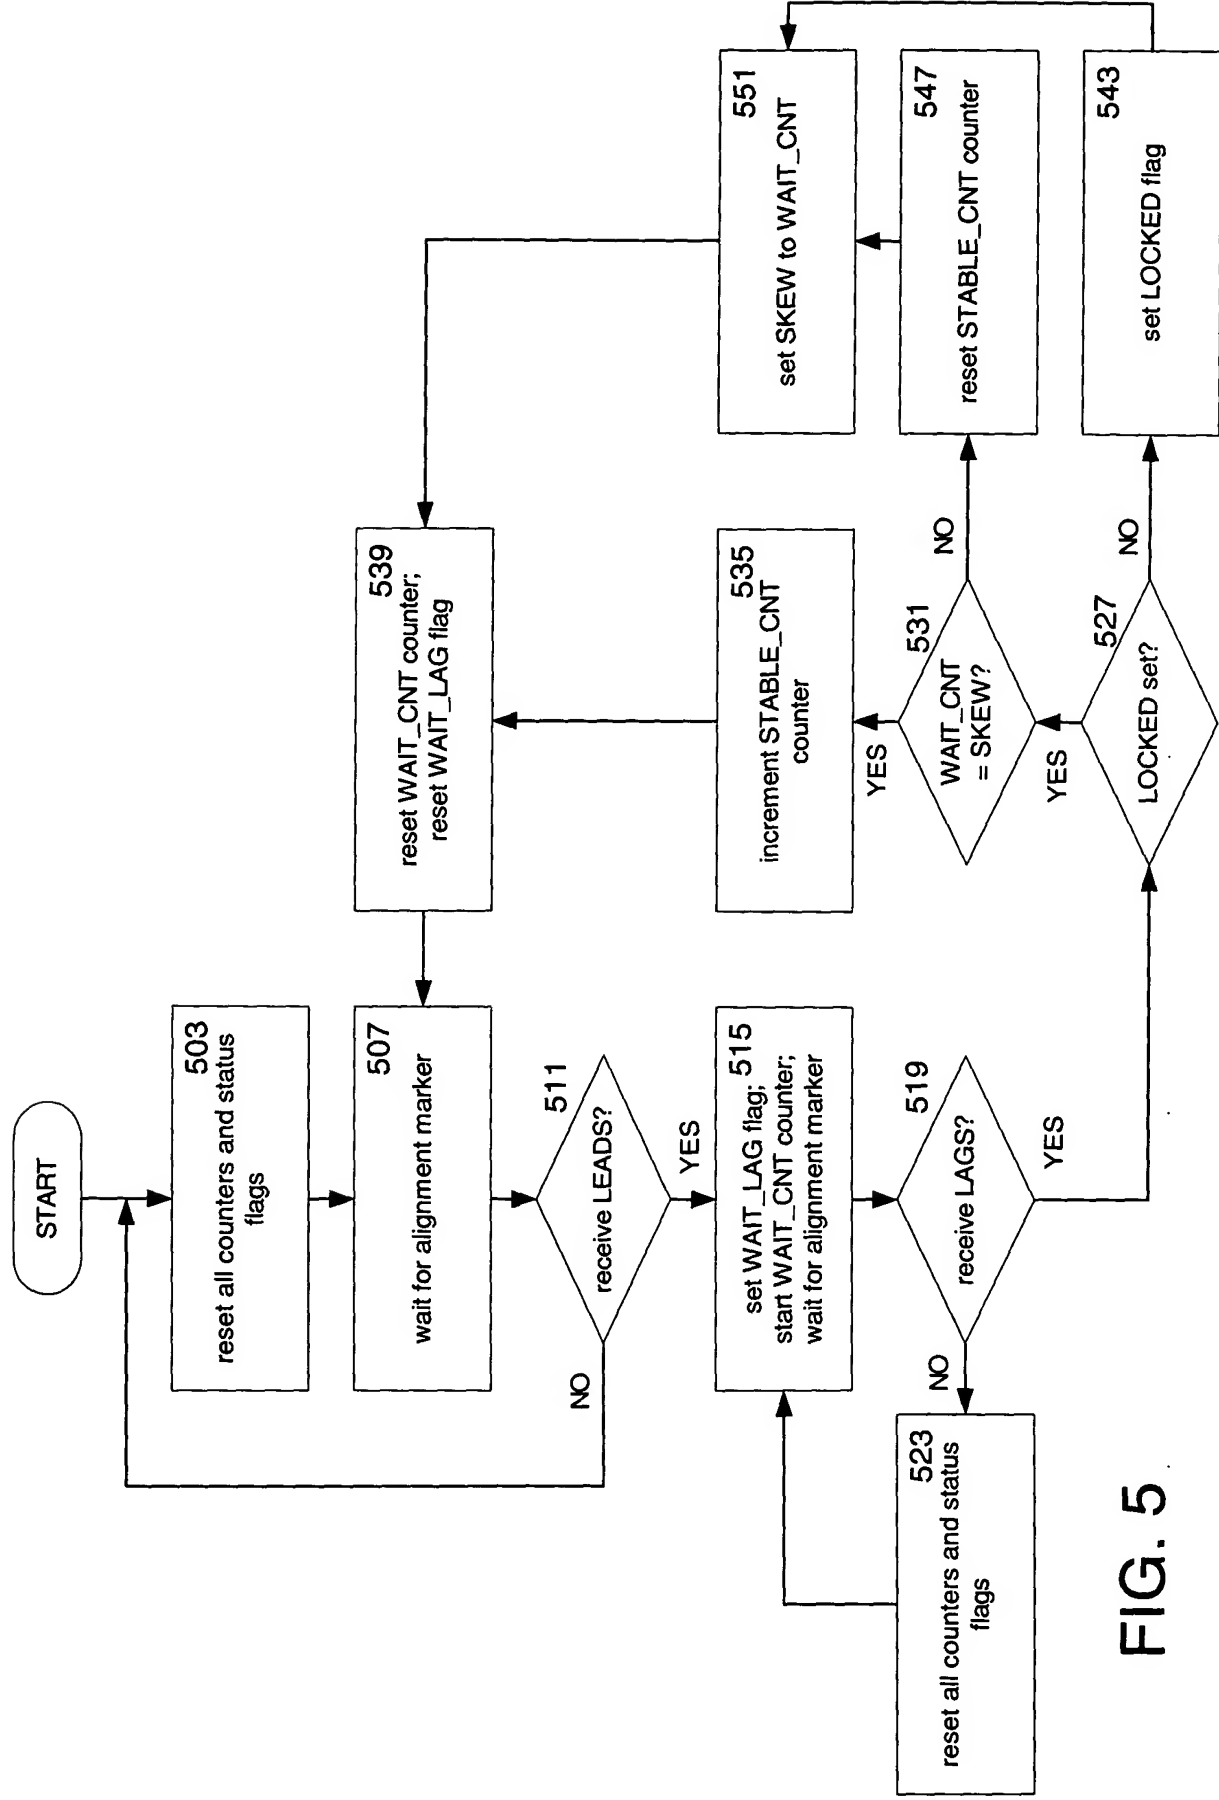 START
503
reset all counters and status
flags
507
wait for alignment marker
511
receive LEADS?
NO
YES
515
set WAIT_LAG flag;
start WAIT_CNT counter;
wait for alignment marker
519
receive LAGS?
NO
YES
523
reset all counters and status
flags
527
LOCKED set?
YES
NO
531
WAIT_CNT
= SKEW?
YES
NO
535
increment STABLE_CNT
counter
539
reset WAIT_CNT counter;
reset WAIT_LAG flag
543
set LOCKED flag
547
reset STABLE_CNT counter
551
set SKEW to WAIT_CNT
FIG. 5